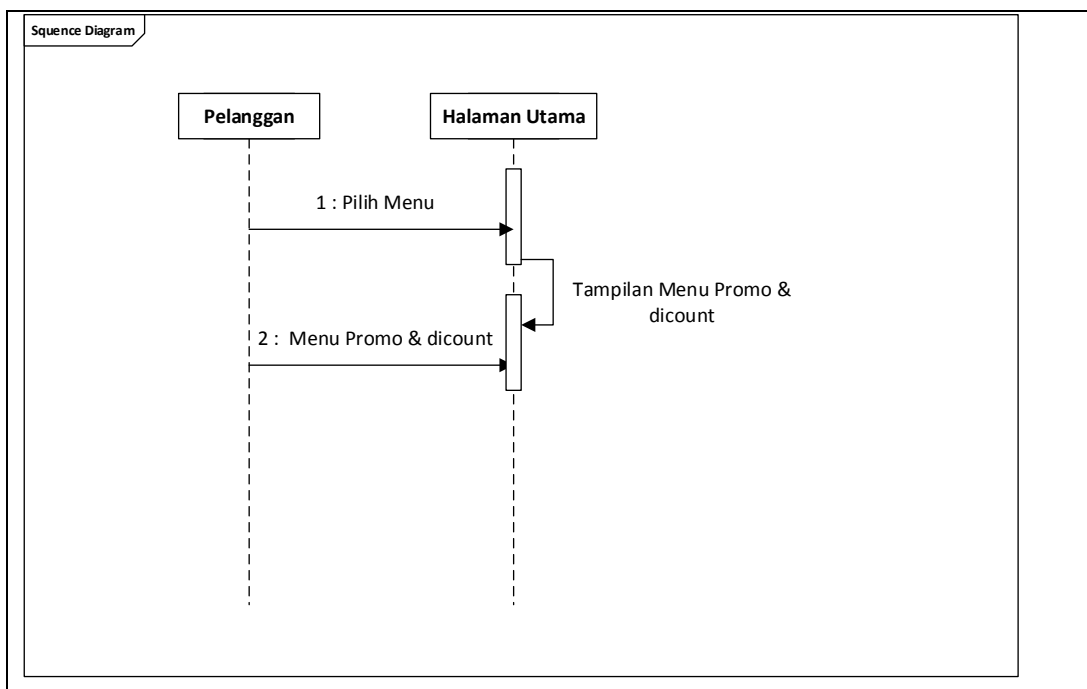 Squence Diagram
Pelanggan
Halaman Utama
1 : Pilih Menu
Tampilan Menu Promo &
dicount
2 :  Menu Promo & dicount